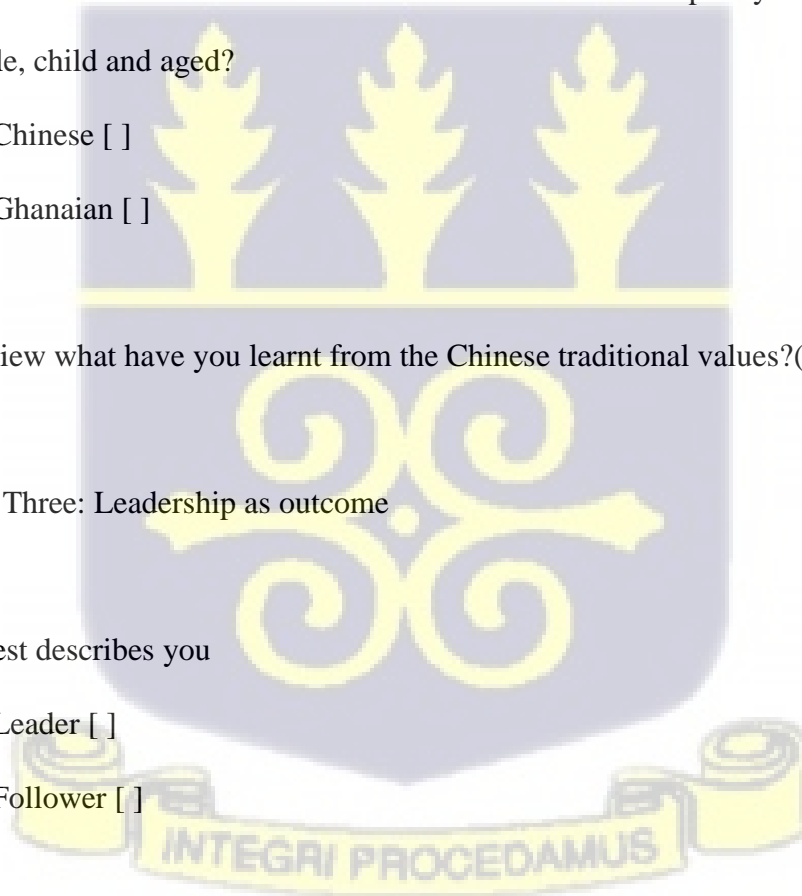 le, child and aged?
Chinese [ ]
Ghanaian [ ]
view what have you learnt from the Chinese traditional values?(
Three: Leadership as outcome
est describes you
Leader [ ]
Follower [ ]
INTEGRI PROCEDAMUS